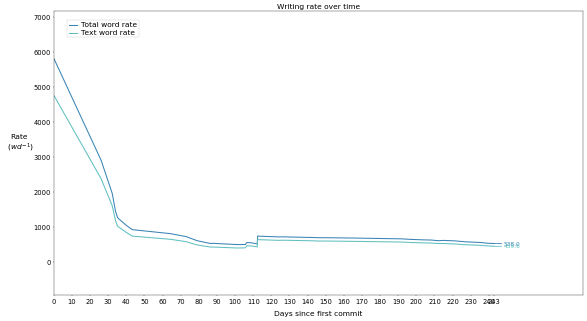 Writing rate over time
Total word rate
Text word rate
7000
6000
5000
4000
3000
2000
1000
0
Rate
(wd⁻¹)
0 10 20 30 40 50 60 70 80 90 100 110 120 130 140 150 160 170 180 190 200 210 220 230 240 243
Days since first commit